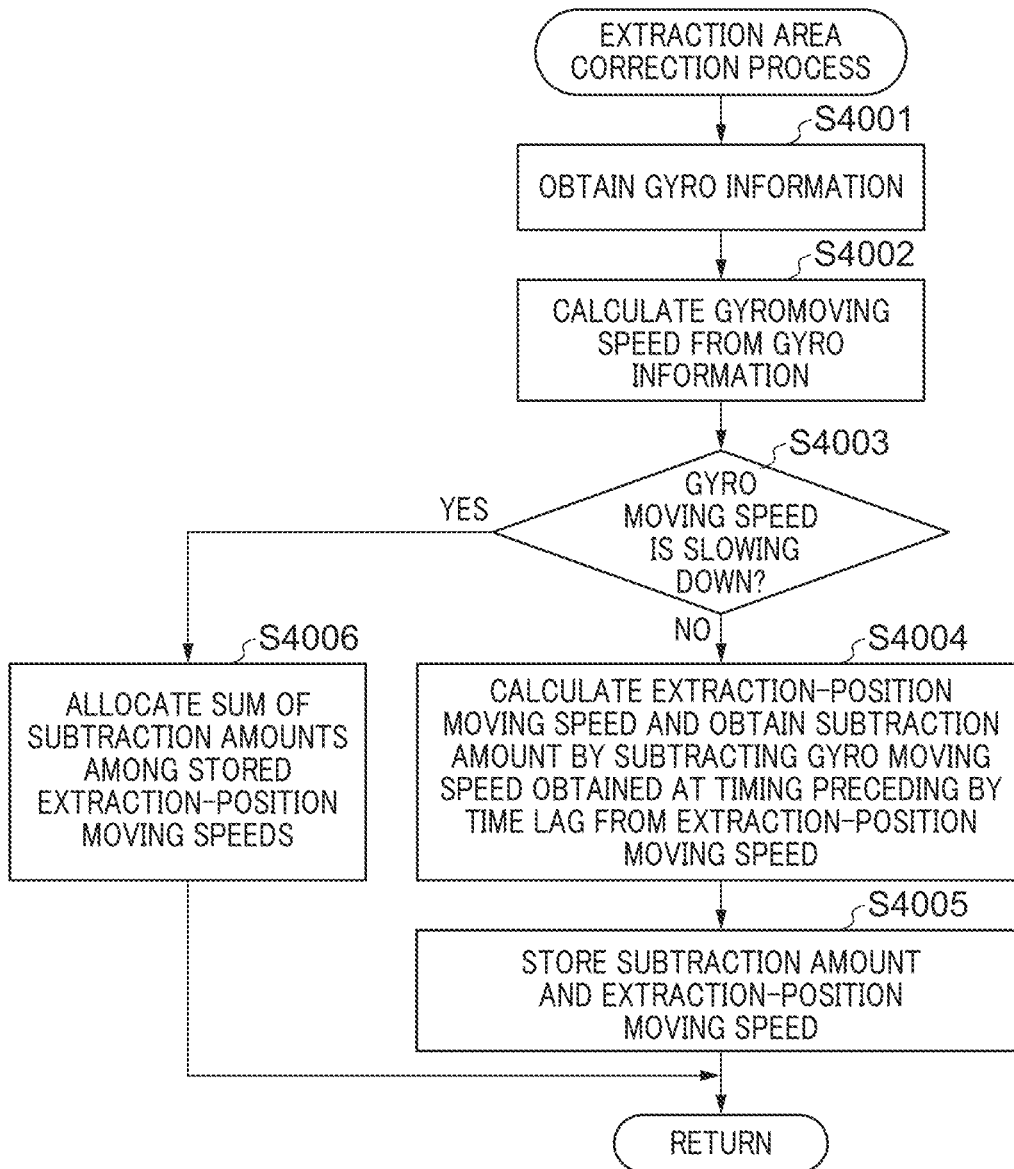 EXTRACTION AREA
CORRECTION PROCESS
S4001
OBTAIN GYRO INFORMATION
S4002
CALCULATE GYROMOVING
SPEED FROM GYRO
INFORMATION
S4003
GYRO
MOVING SPEED
IS SLOWING
DOWN?
YES
NO
S4006
ALLOCATE SUM OF
SUBTRACTION AMOUNTS
AMONG STORED
EXTRACTION-POSITION
MOVING SPEEDS
S4004
CALCULATE EXTRACTION-POSITION
MOVING SPEED AND OBTAIN SUBTRACTION
AMOUNT BY SUBTRACTING GYRO MOVING
SPEED OBTAINED AT TIMING PRECEDING BY
TIME LAG FROM EXTRACTION-POSITION
MOVING SPEED
S4005
STORE SUBTRACTION AMOUNT
AND EXTRACTION-POSITION
MOVING SPEED
RETURN